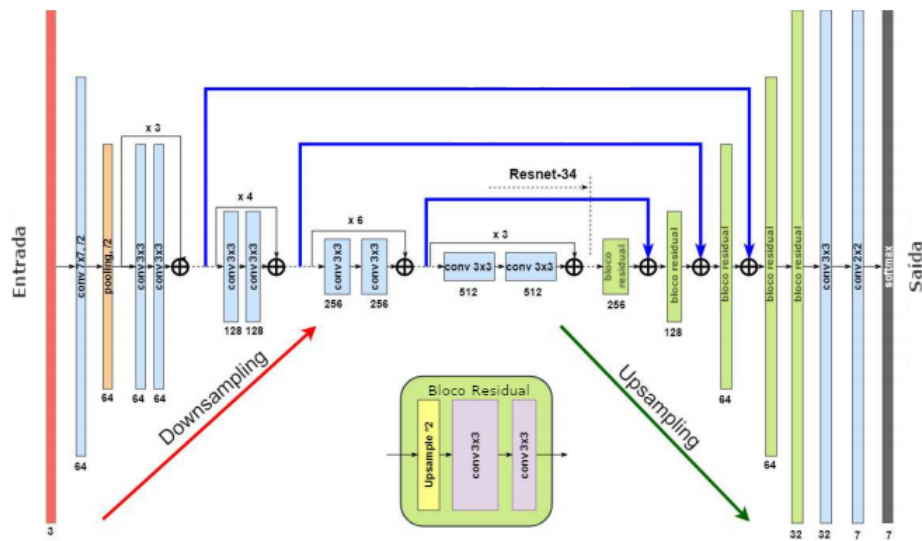 Entrada
3
conv 7x7, /2
64
pooling, /2
64
x 3
conv 3x3
conv 3x3
64
64
x 4
conv 3x3
conv 3x3
128
128
x 6
conv 3x3
conv 3x3
256
256
x 3
conv 3x3
conv 3x3
512
512
Resnet-34
bloco residual
256
bloco residual
128
bloco residual
64
bloco residual
64
bloco residual
32
conv 3x3
32
conv 2x2
7
softmax
7
Saída
Downsampling
Upsampling
Bloco Residual
Upsample *2
conv 3x3
conv 3x3